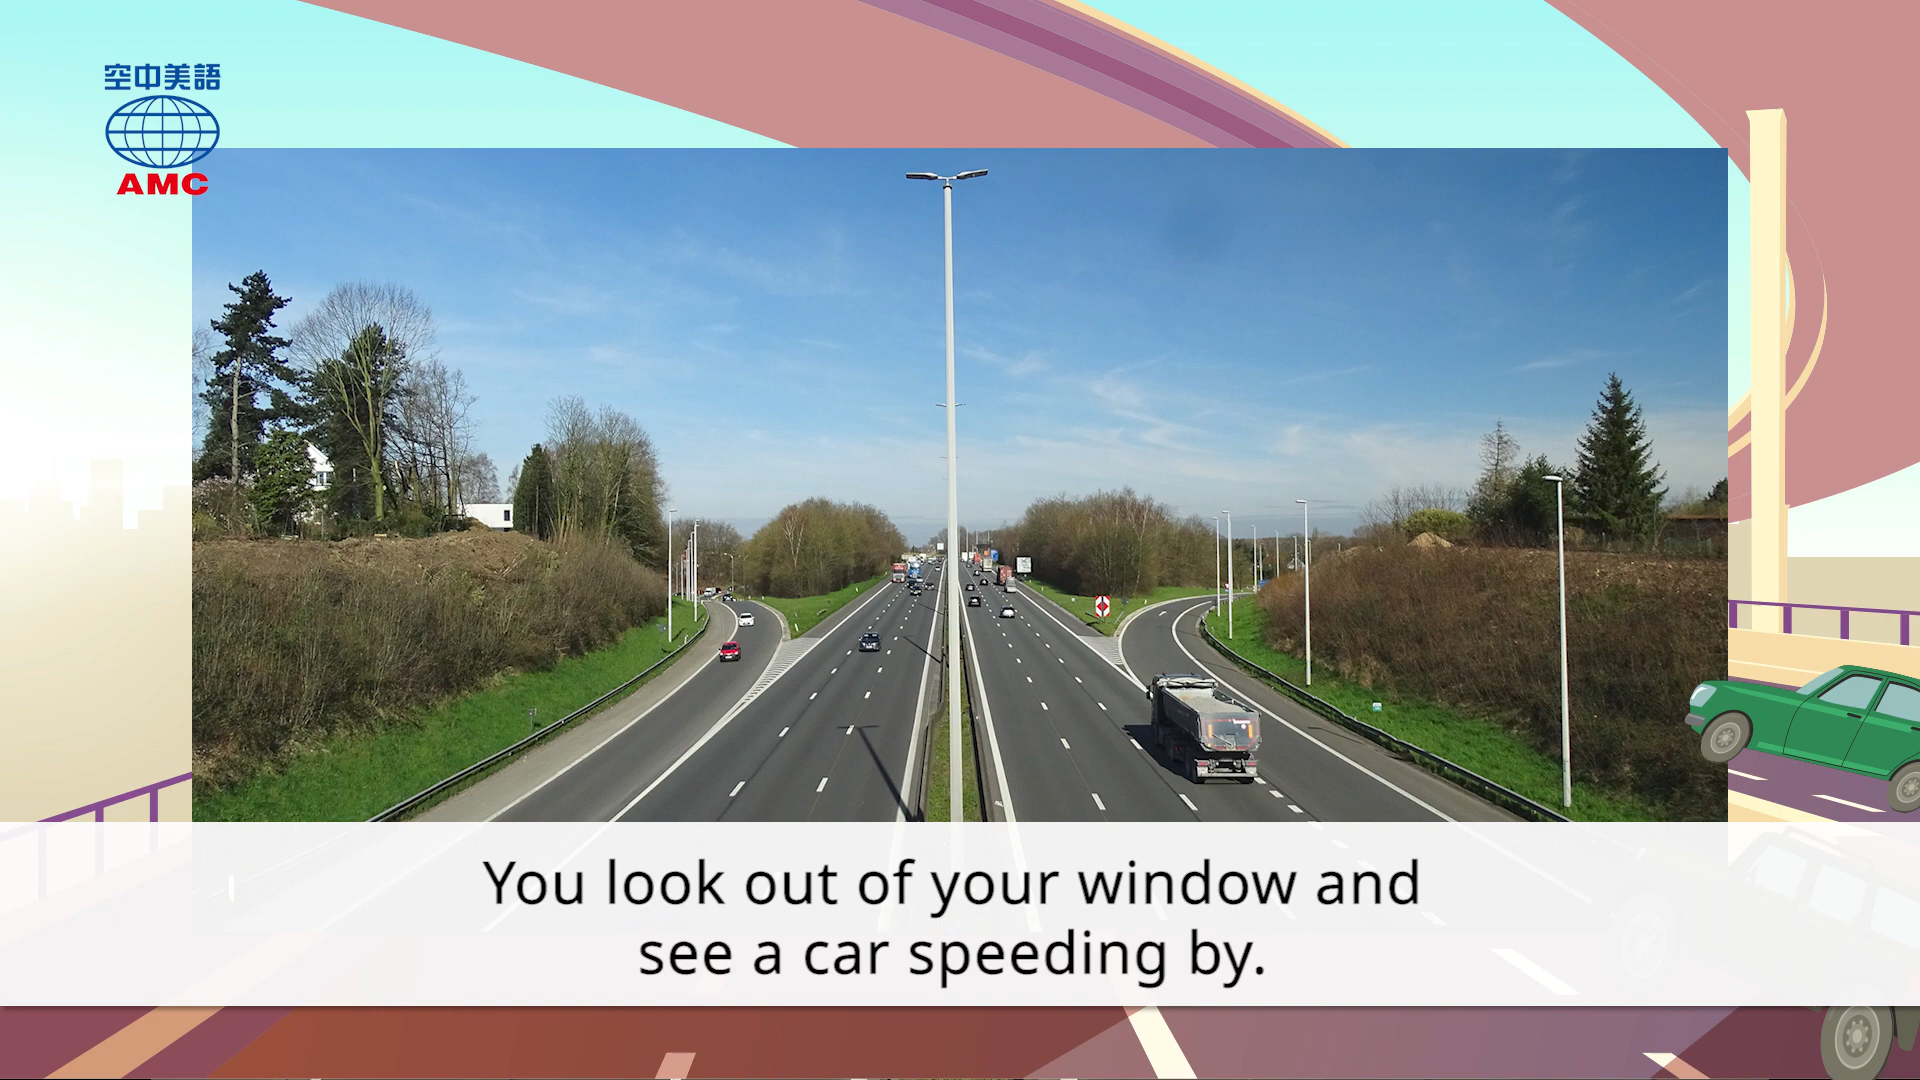 空中美語
AMC
You look out of your window and
see a car speeding by.